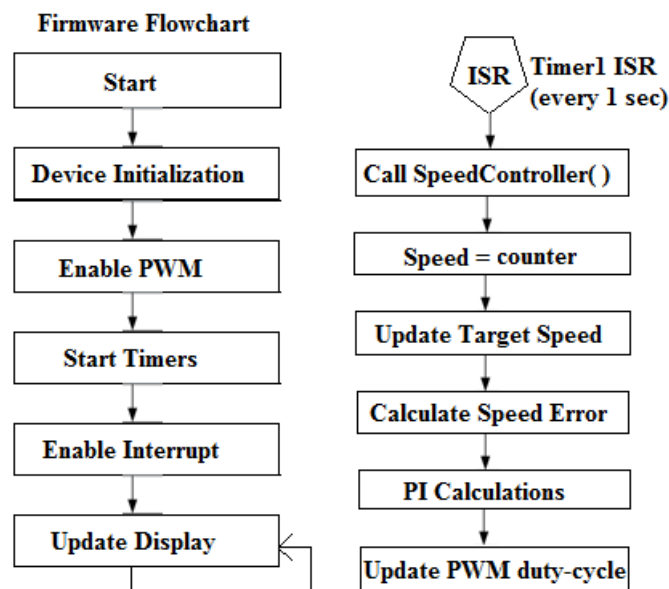 Firmware Flowchart
Start
Device Initialization
Enable PWM
Start Timers
Enable Interrupt
Update Display
ISR
Timer1 ISR
(every 1 sec)
Call SpeedController( )
Speed = counter
Update Target Speed
Calculate Speed Error
PI Calculations
Update PWM duty-cycle